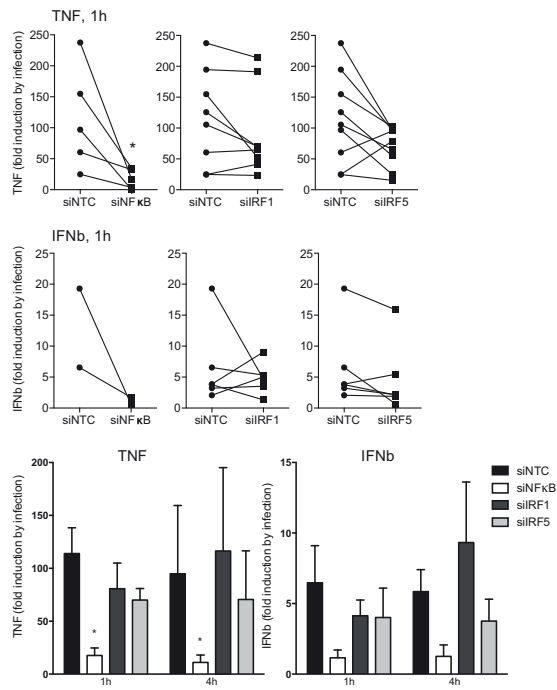 TNF, 1h
TNF (fold induction by infection)
250
200
150
100
50
0
*
siNTC siNFκB
250
200
150
100
50
0
siNTC siIRF1
250
200
150
100
50
0
siNTC siIRF5
IFNb, 1h
IFNb (fold induction by infection)
25
20
15
10
5
0
siNTC siNFκB
25
20
15
10
5
0
siNTC siIRF1
25
20
15
10
5
0
siNTC siIRF5
TNF
TNF (fold induction by infection)
200
150
100
50
0
* *
1h 4h
IFNb
IFNb (fold induction by infection)
15
10
5
0
1h 4h
siNTC
siNFκB
siIRF1
siIRF5